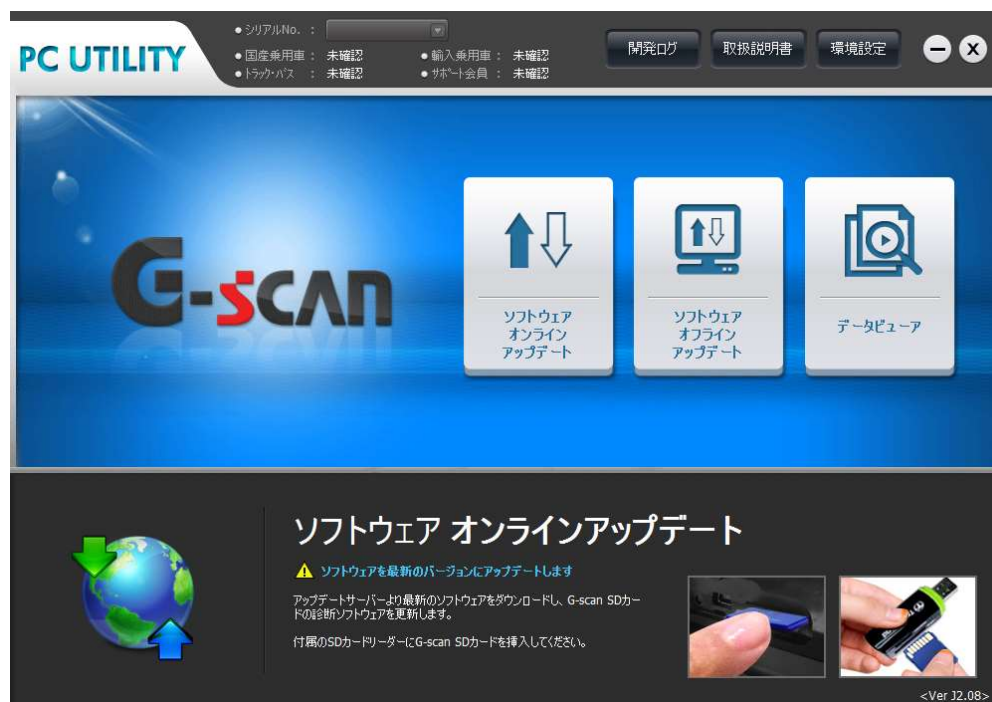 PC UTILITY
● シリアルNo. :
● 国産乗用車 : 未確認 ● 輸入乗用車 : 未確認
● トラック・バス : 未確認 ● サポート会員 : 未確認
開発ログ 取扱説明書 環境設定
G-scan
ソフトウェア
オンライン
アップデート
ソフトウェア
オフライン
アップデート
データビューア
ソフトウェア オンラインアップデート
ソフトウェアを最新のバージョンにアップデートします
アップデートサーバーより最新のソフトウェアをダウンロードし、G-scan SDカー
ドの診断ソフトウェアを更新します。
付属のSDカードリーダーにG-scan SDカードを挿入してください。
<Ver J2.08>